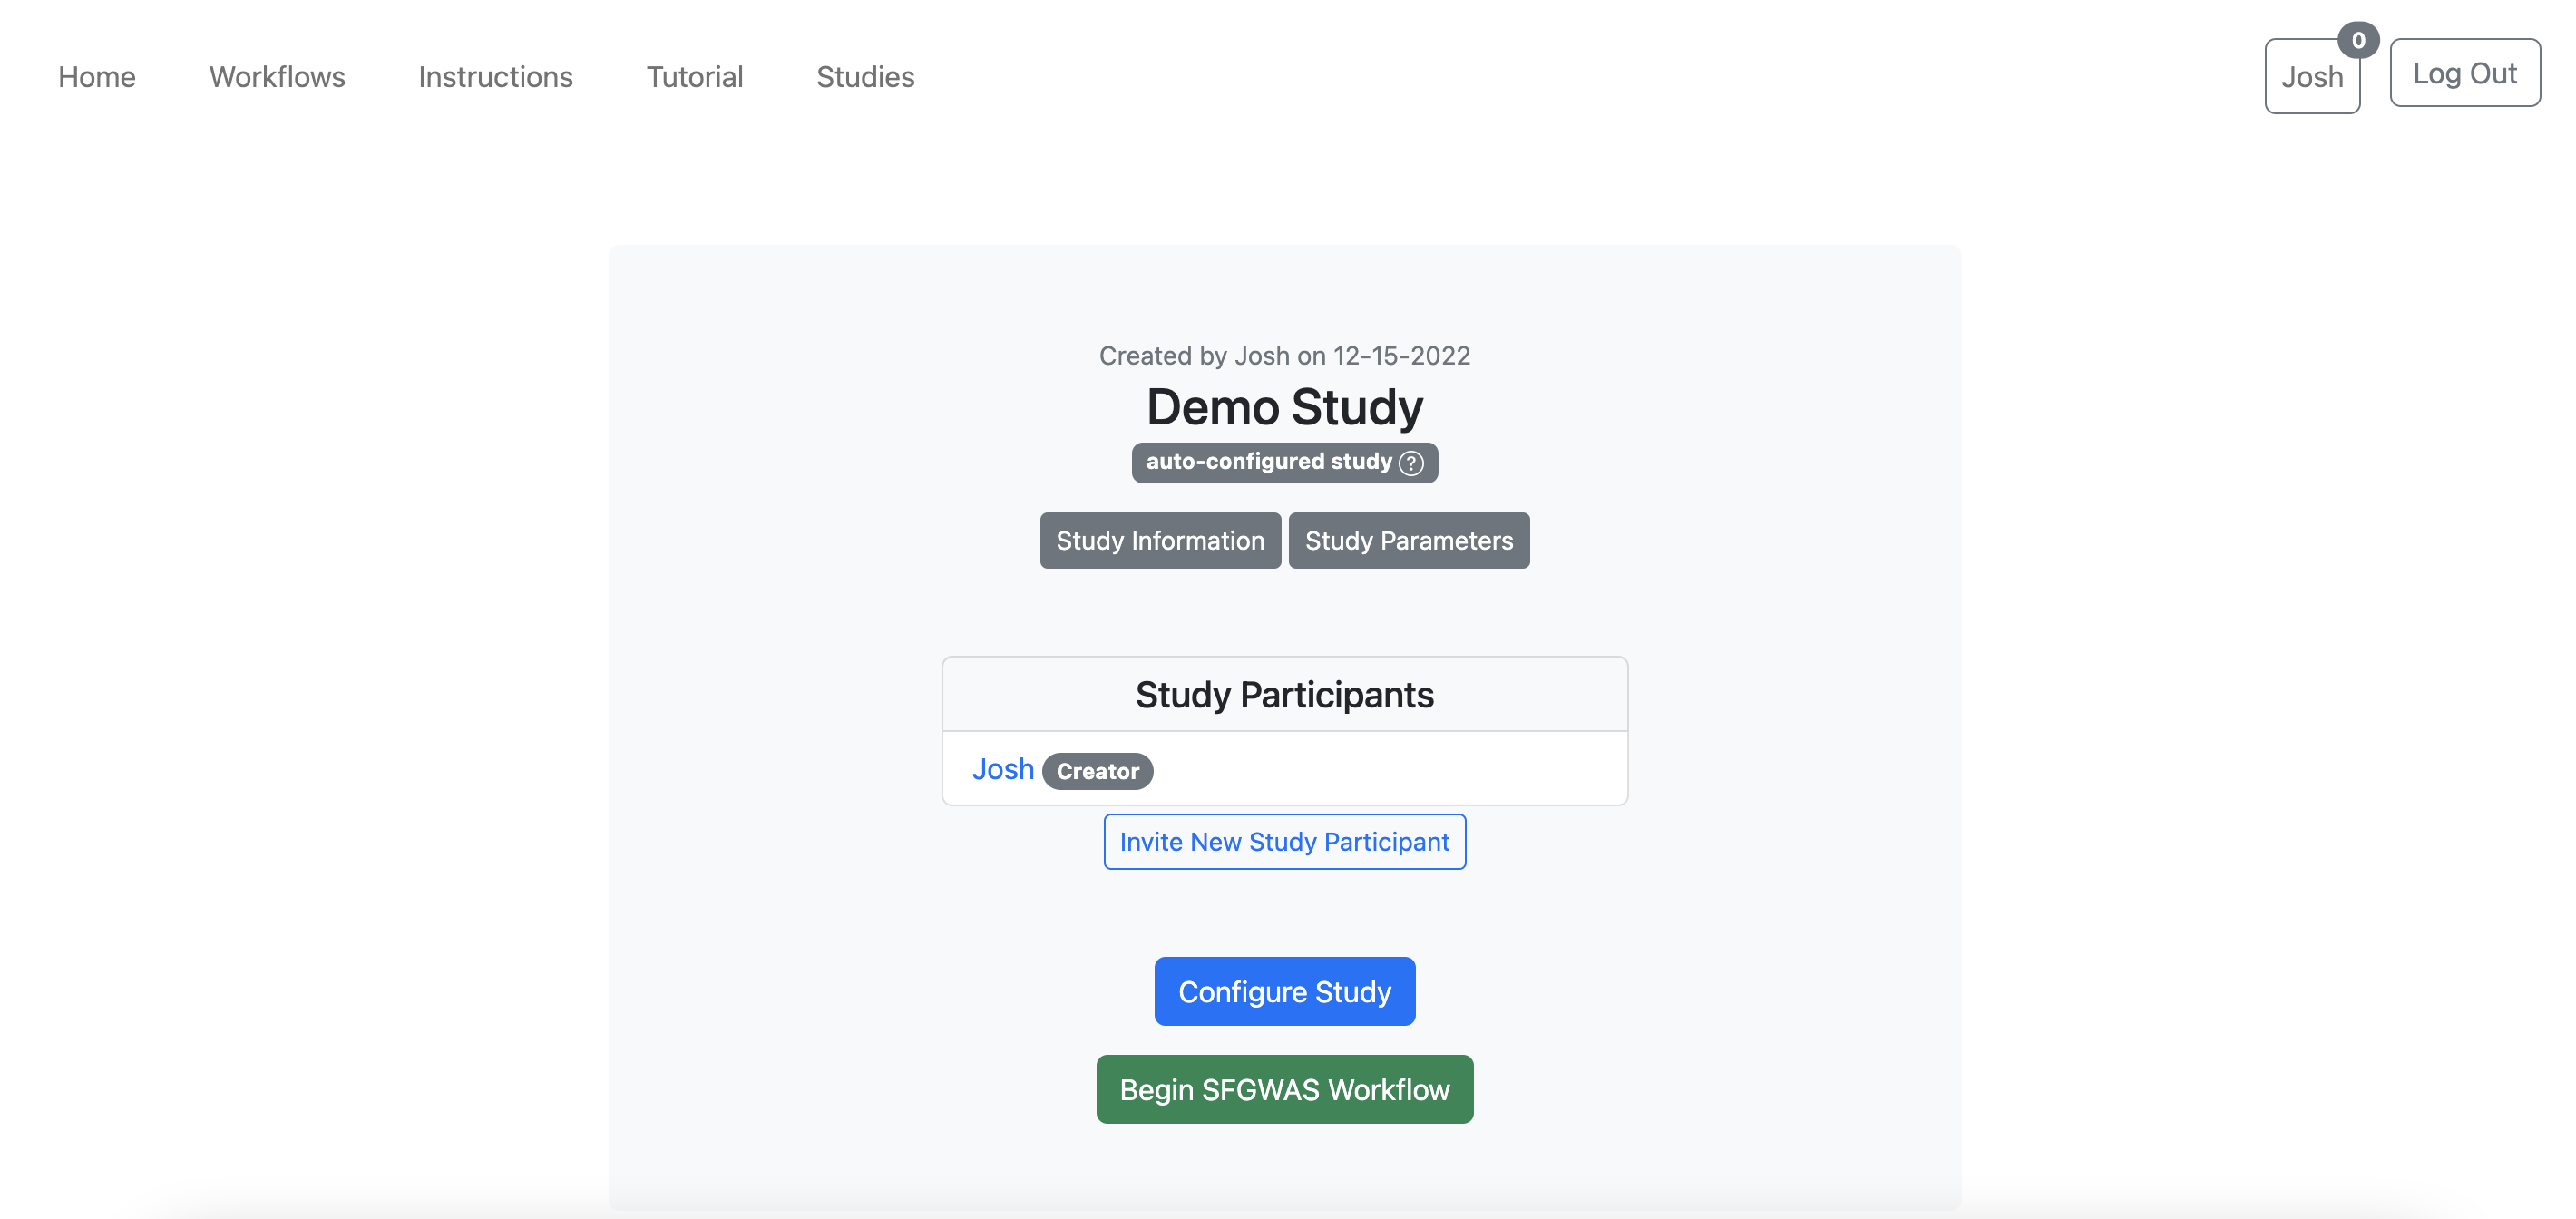 Home Workflows Instructions Tutorial Studies Josh 0 Log Out
Created by Josh on 12-15-2022
Demo Study
auto-configured study ?
Study Information Study Parameters
Study Participants
Josh Creator
Invite New Study Participant
Configure Study
Begin SFGWAS Workflow